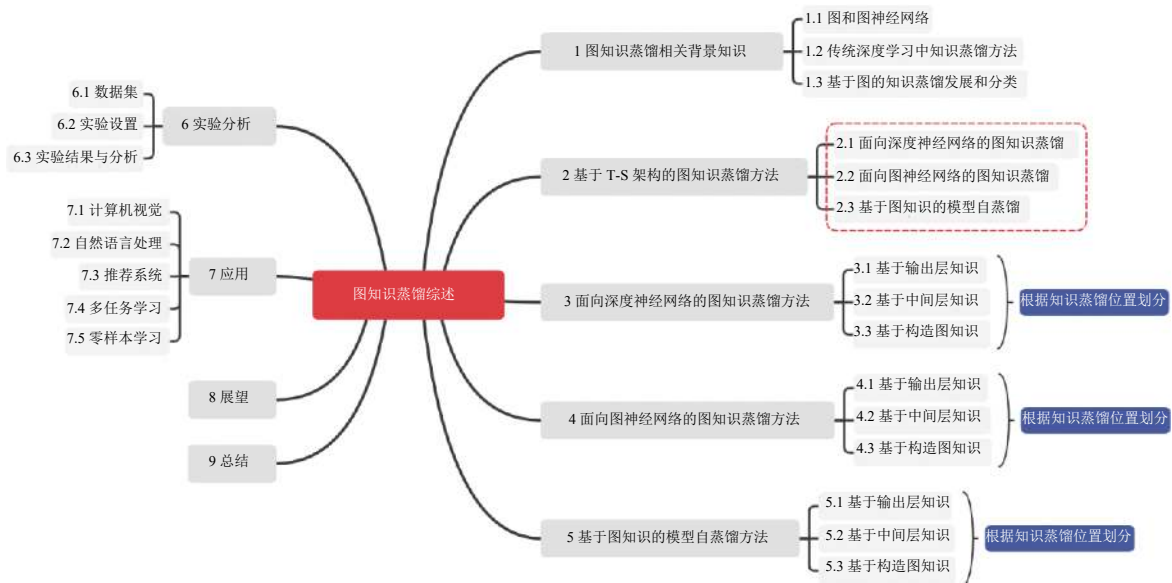 图知识蒸馏综述
1 图知识蒸馏相关背景知识
1.1 图和图神经网络
1.2 传统深度学习中知识蒸馏方法
1.3 基于图的知识蒸馏发展和分类
2 基于 T-S 架构的图知识蒸馏方法
2.1 面向深度神经网络的图知识蒸馏
2.2 面向图神经网络的图知识蒸馏
2.3 基于图知识的模型自蒸馏
3 面向深度神经网络的图知识蒸馏方法
3.1 基于输出层知识
3.2 基于中间层知识
3.3 基于构造图知识
根据知识蒸馏位置划分
4 面向图神经网络的图知识蒸馏方法
4.1 基于输出层知识
4.2 基于中间层知识
4.3 基于构造图知识
根据知识蒸馏位置划分
5 基于图知识的模型自蒸馏方法
5.1 基于输出层知识
5.2 基于中间层知识
5.3 基于构造图知识
根据知识蒸馏位置划分
6 实验分析
6.1 数据集
6.2 实验设置
6.3 实验结果与分析
7 应用
7.1 计算机视觉
7.2 自然语言处理
7.3 推荐系统
7.4 多任务学习
7.5 零样本学习
8 展望
9 总结